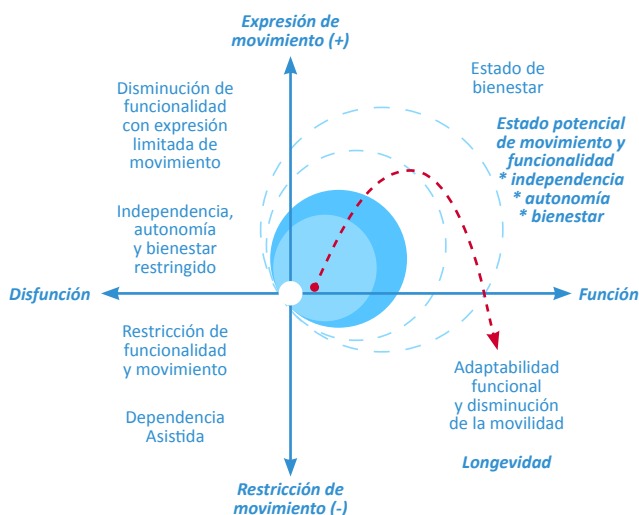 Expresión de
movimiento (+)
Estado de
bienestar
Disminución de
funcionalidad
con expresión
limitada de
movimiento
Estado potencial
de movimiento y
funcionalidad
* independencia
* autonomía
* bienestar
Independencia,
autonomía
y bienestar
restringido
Disfunción
Función
Restricción de
funcionalidad
y movimiento
Adaptabilidad
funcional
y disminución
de la movilidad
Dependencia
Asistida
Longevidad
Restricción de
movimiento (-)